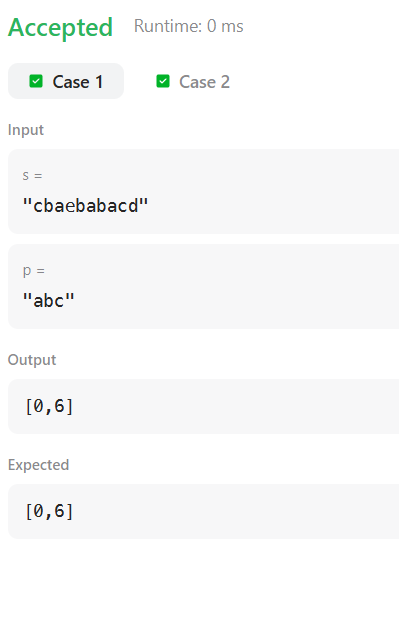 Accepted Runtime: 0 ms
Case 1 Case 2
Input
s =
"cbaebabacd"
p =
"abc"
Output
[0,6]
Expected
[0,6]